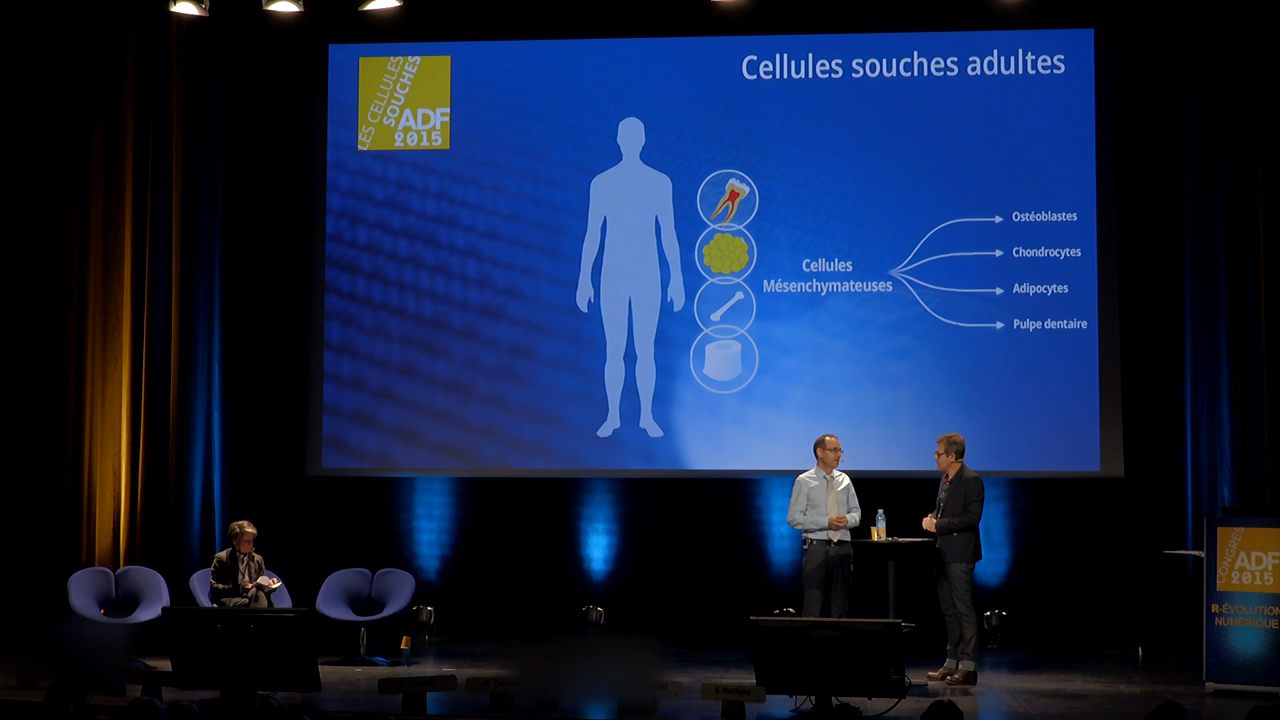 Cellules souches adultes
LES CELLULES
SOUCHES
ADF
2015
Ostéoblastes
Chondrocytes
Cellules
Mésenchymateuses
Adipocytes
Pulpe dentaire
CONGRÈS
ADF
2015
R-ÉVOLUTION
NUMÉRIQUE